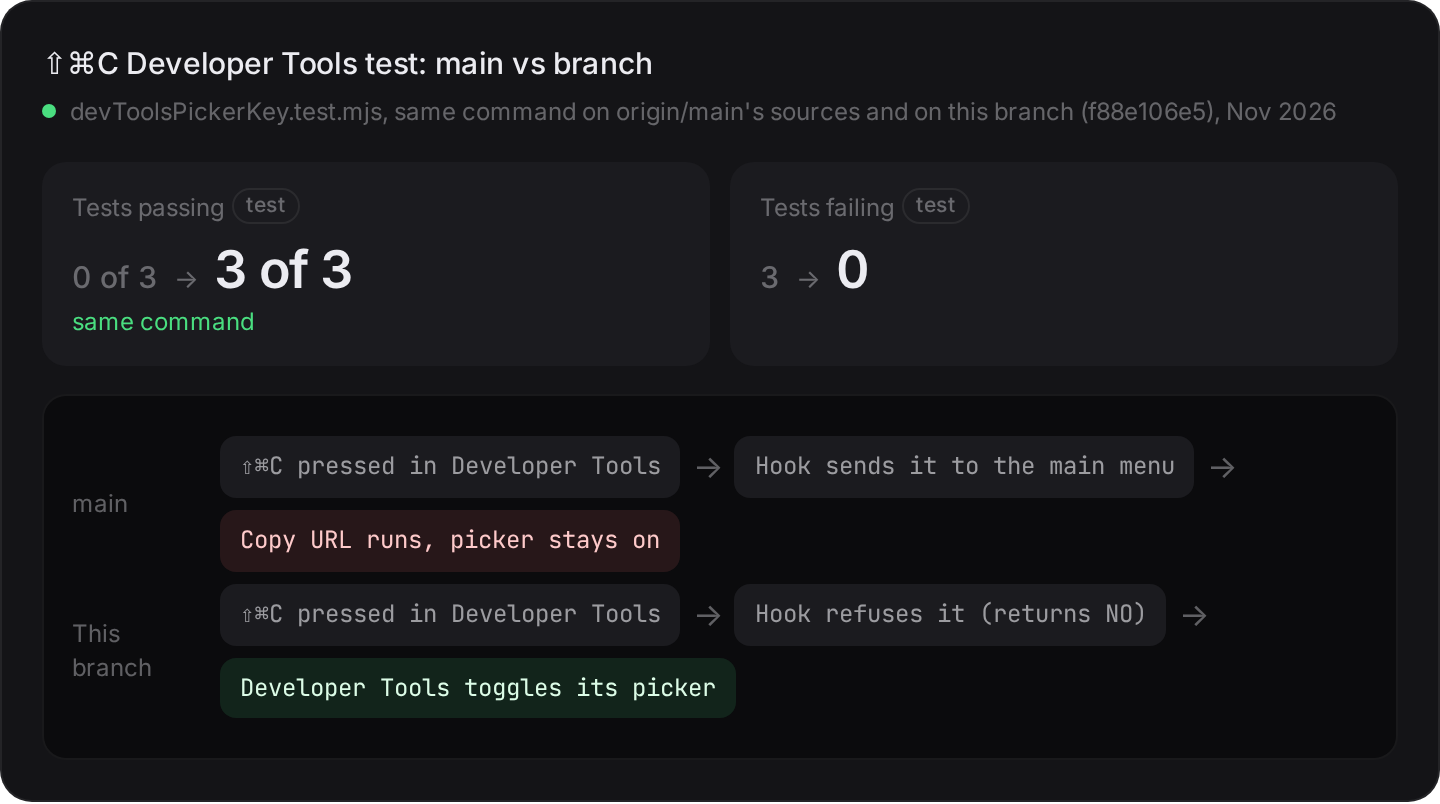 ⇧⌘C Developer Tools test: main vs branch
devToolsPickerKey.test.mjs, same command on origin/main's sources and on this branch (f88e106e5), Nov 2026
Tests passing test
0 of 3 → 3 of 3
same command
Tests failing test
3 → 0
main
⇧⌘C pressed in Developer Tools → Hook sends it to the main menu →
Copy URL runs, picker stays on
This
branch
⇧⌘C pressed in Developer Tools → Hook refuses it (returns NO) →
Developer Tools toggles its picker